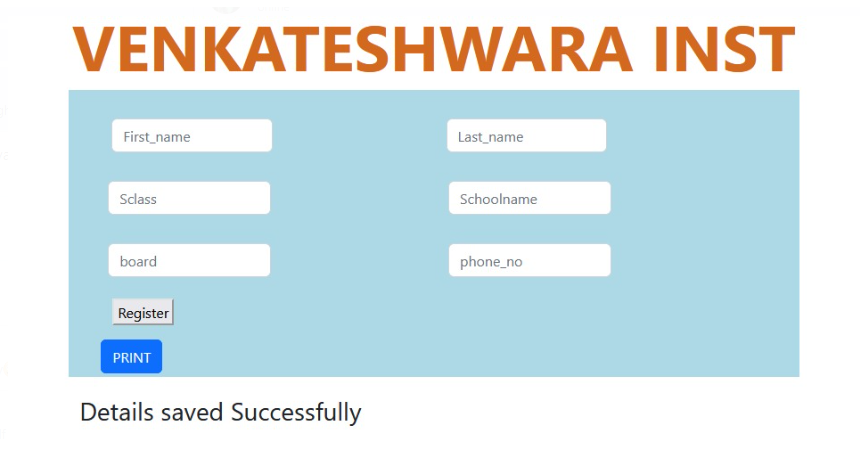 VENKATESHWARA INST
First_name Last_name
Sclass Schoolname
board phone_no
Register
PRINT
Details saved Successfully